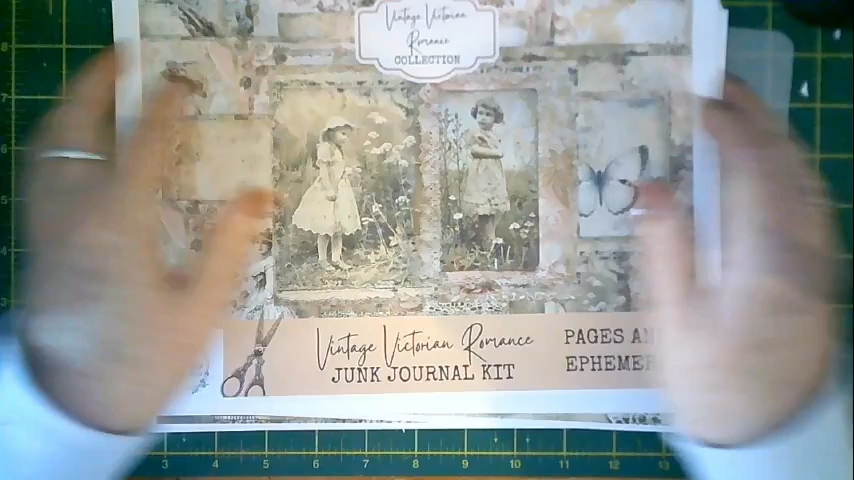 Vintage Victorian
Romance
COLLECTION
Vintage Victorian Romance
JUNK JOURNAL KIT
PAGES AN
EPHEMER
8
7
6
5
4
3
3
4
5
6
7
8
9
10
11
12
13